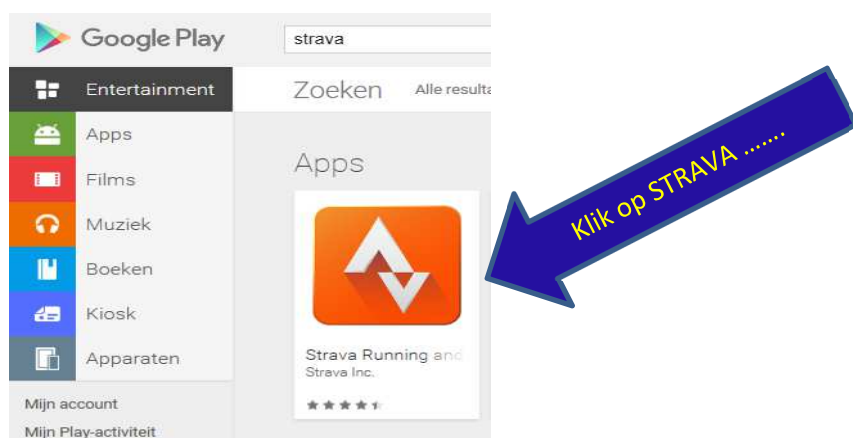 Google Play
strava
Entertainment
Zoeken
Alle resulta
Apps
Films
Muziek
Boeken
Kiosk
Apparaten
Mijn account
Mijn Play-activiteit
Apps
Strava Running and
Strava Inc.
Klik op STRAVA .......